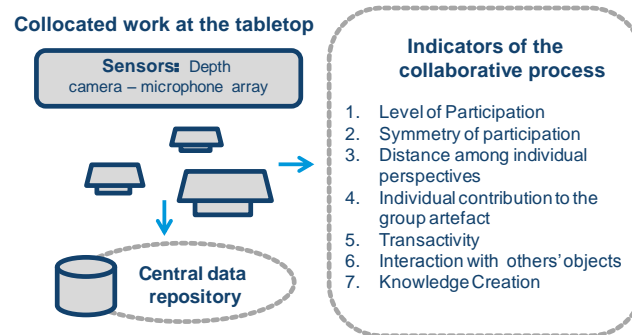 Collocated work at the tabletop
Sensors: Depth
camera – microphone array
Central data
repository
Indicators of the
collaborative process
1. Level of Participation
2. Symmetry of participation
3. Distance among individual
perspectives
4. Individual contribution to the
group artefact
5. Transactivity
6. Interaction with others' objects
7. Knowledge Creation